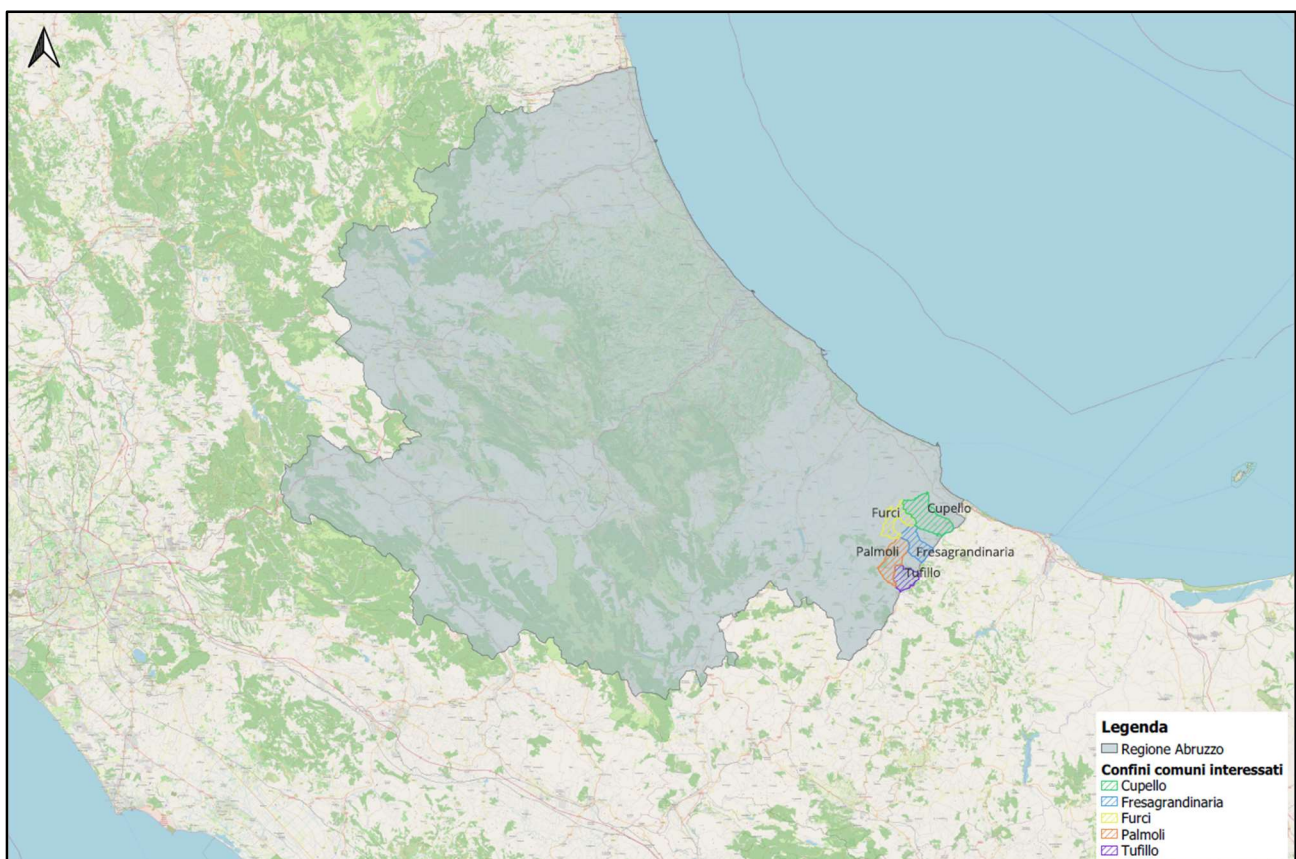 Furci
Cupello
Palmoli
Fresagrandinaria
Tufillo
Legenda
Regione Abruzzo
Confini comuni interessati
Cupello
Fresagrandinaria
Furci
Palmoli
Tufillo